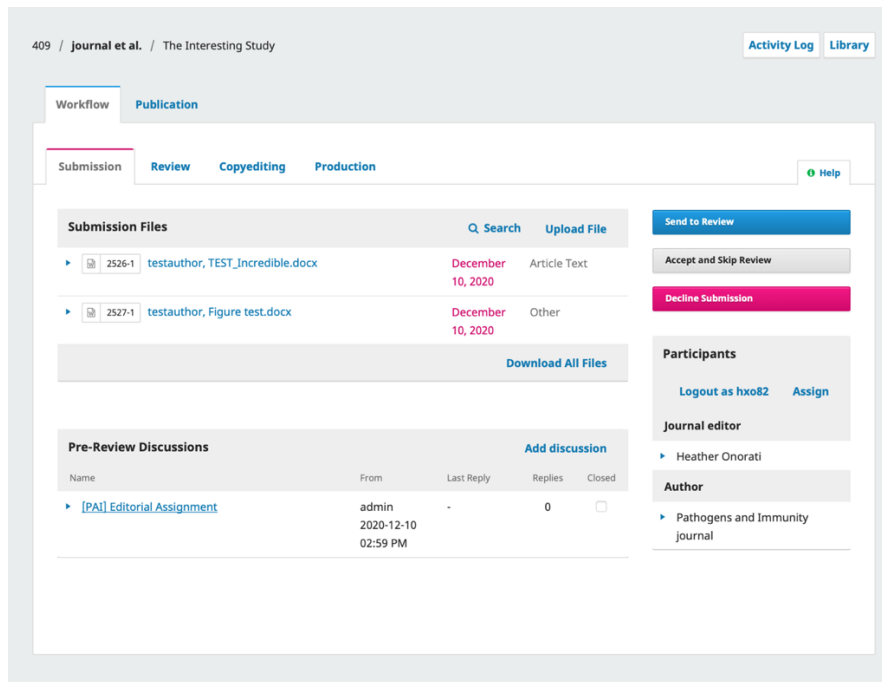 409 / journal et al. / The Interesting Study
Activity Log
Library
Workflow
Publication
Submission
Review
Copyediting
Production
Help
Submission Files
Search
Upload File
2526-1
testauthor, TEST_Incredible.docx
December
10, 2020
Article Text
2527-1
testauthor, Figure test.docx
December
10, 2020
Other
Download All Files
Pre-Review Discussions
Add discussion
Name
From
Last Reply
Replies
Closed
[PAI] Editorial Assignment
admin
2020-12-10
02:59 PM
-
0
Send to Review
Accept and Skip Review
Decline Submission
Participants
Logout as hxo82
Assign
Journal editor
Heather Onorati
Author
Pathogens and Immunity
journal